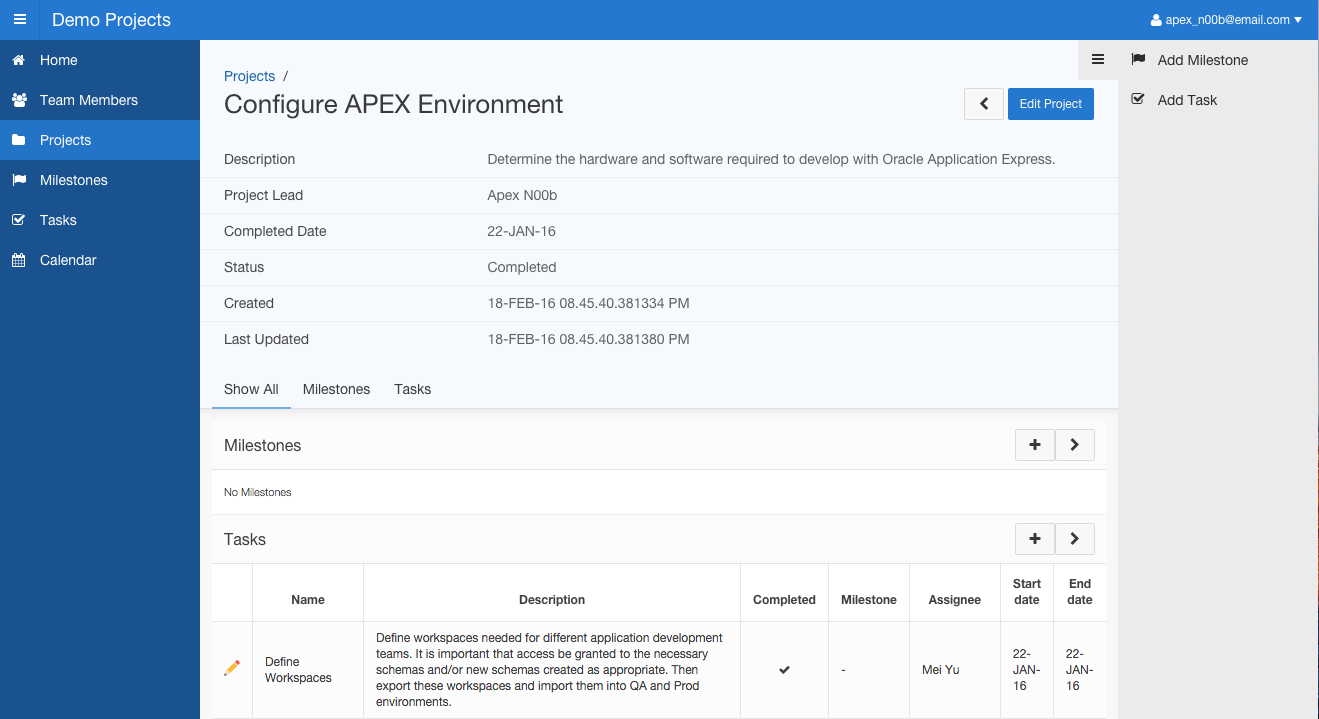 Demo Projects
apex_n00b@email.com
Home
Team Members
Projects
Milestones
Tasks
Calendar
Projects /
Configure APEX Environment
Edit Project
Description Determine the hardware and software required to develop with Oracle Application Express.
Project Lead Apex N00b
Completed Date 22-JAN-16
Status Completed
Created 18-FEB-16 08.45.40.381334 PM
Last Updated 18-FEB-16 08.45.40.381380 PM
Show All Milestones Tasks
Milestones
No Milestones
Tasks
Name Description Completed Milestone Assignee Start date End date
Define
Workspaces
Define workspaces needed for different application development
teams. It is important that access be granted to the necessary
schemas and/or new schemas created as appropriate. Then
export these workspaces and import them into QA and Prod
environments.
-
Mei Yu
22-
JAN-
16
22-
JAN-
16
Add Milestone
Add Task